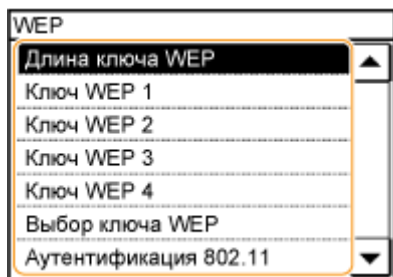 WEP
Длина ключа WEP
Ключ WEP 1
Ключ WEP 2
Ключ WEP 3
Ключ WEP 4
Выбор ключа WEP
Аутентификация 802.11